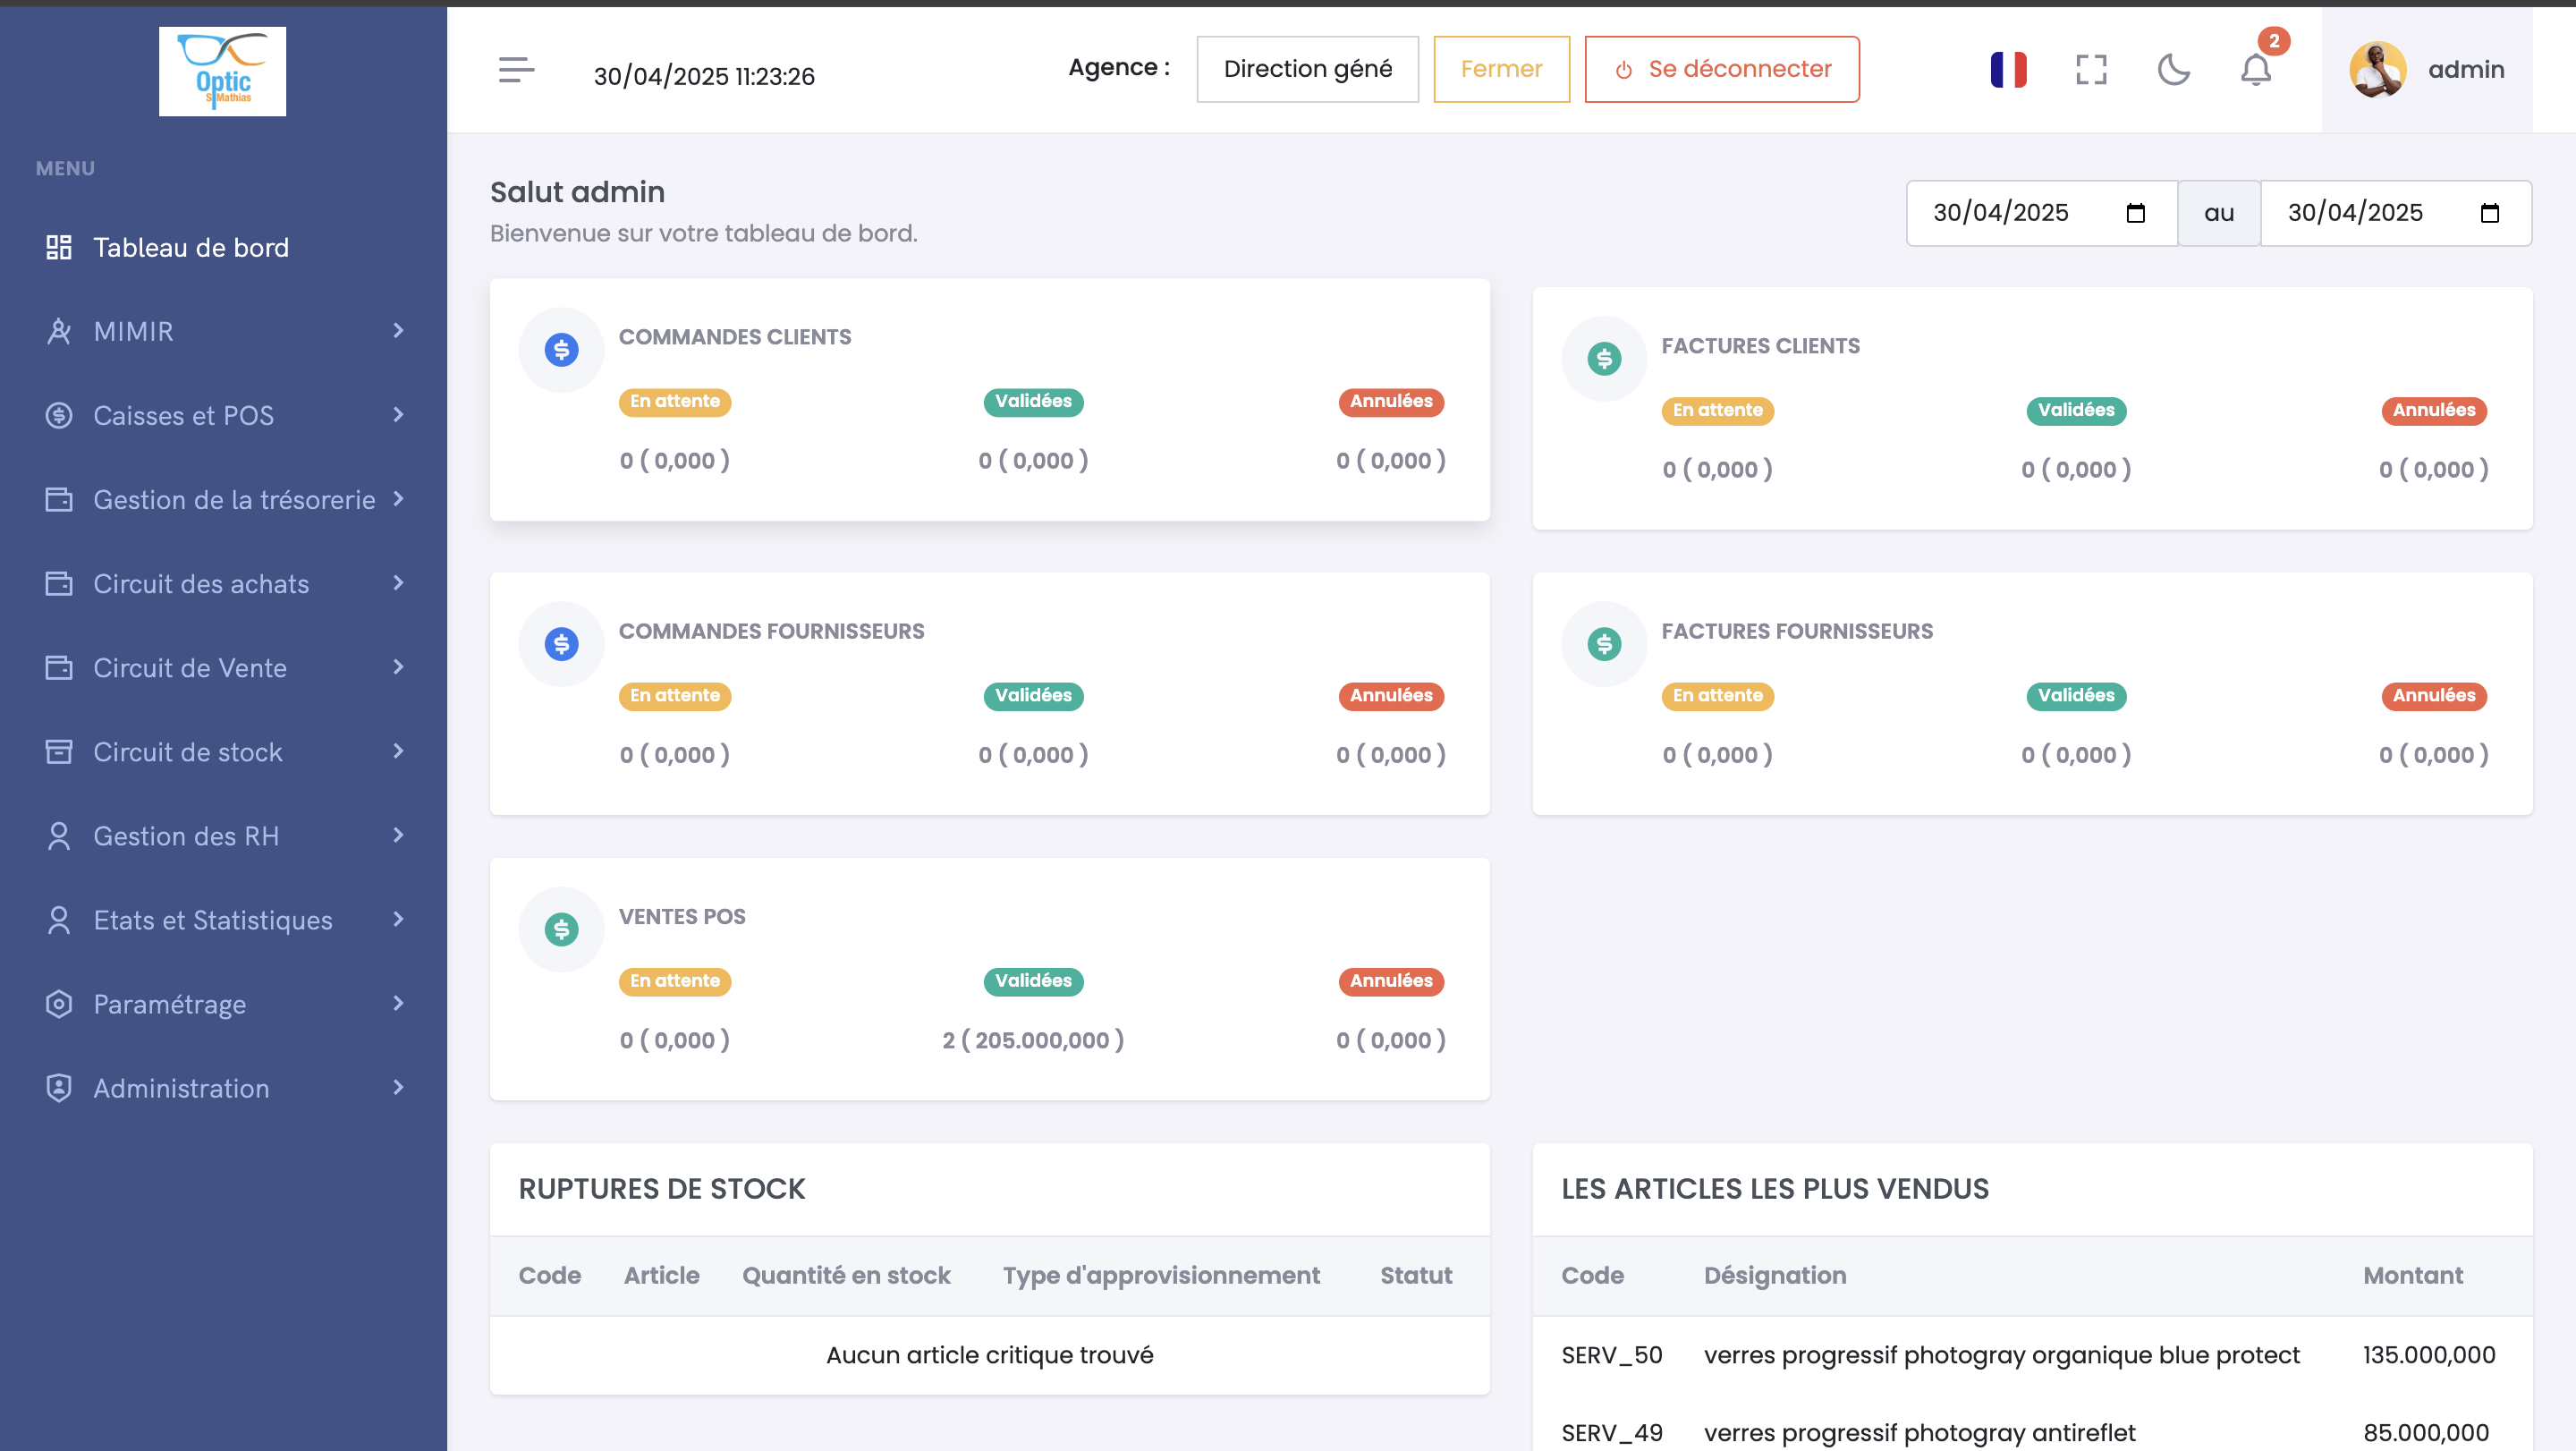 Optic
St Mathias
MENU
Tableau de bord
MIMIR
Caisses et POS
Gestion de la trésorerie
Circuit des achats
Circuit de Vente
Circuit de stock
Gestion des RH
Etats et Statistiques
Paramétrage
Administration
30/04/2025 11:23:26
Agence :
Direction géné
Fermer
Se déconnecter
2
admin
Salut admin
Bienvenue sur votre tableau de bord.
30/04/2025 au 30/04/2025
COMMANDES CLIENTS
En attente Validées Annulées
0 ( 0,000 ) 0 ( 0,000 ) 0 ( 0,000 )
FACTURES CLIENTS
En attente Validées Annulées
0 ( 0,000 ) 0 ( 0,000 ) 0 ( 0,000 )
COMMANDES FOURNISSEURS
En attente Validées Annulées
0 ( 0,000 ) 0 ( 0,000 ) 0 ( 0,000 )
FACTURES FOURNISSEURS
En attente Validées Annulées
0 ( 0,000 ) 0 ( 0,000 ) 0 ( 0,000 )
VENTES POS
En attente Validées Annulées
0 ( 0,000 ) 2 ( 205.000,000 ) 0 ( 0,000 )
RUPTURES DE STOCK
Code Article Quantité en stock Type d'approvisionnement Statut
Aucun article critique trouvé
LES ARTICLES LES PLUS VENDUS
Code Désignation Montant
SERV_50 verres progressif photogray organique blue protect 135.000,000
SERV_49 verres progressif photogray antireflet 85.000,000